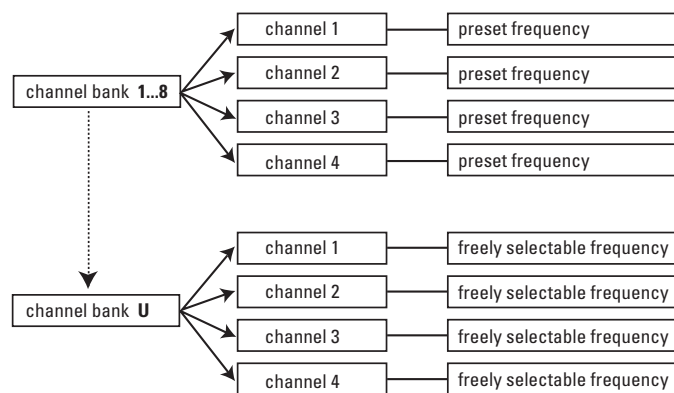 channel 1 preset frequency
channel 2 preset frequency
channel bank 1...8
channel 3 preset frequency
channel 4 preset frequency
channel 1 freely selectable frequency
channel 2 freely selectable frequency
channel bank U
channel 3 freely selectable frequency
channel 4 freely selectable frequency